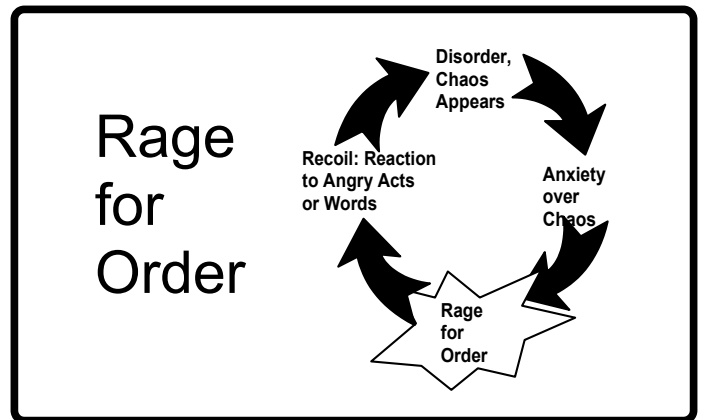 Rage
for
Order
Disorder,
Chaos
Appears
Anxiety
over
Chaos
Rage
for
Order
Recoil: Reaction
to Angry Acts
or Words